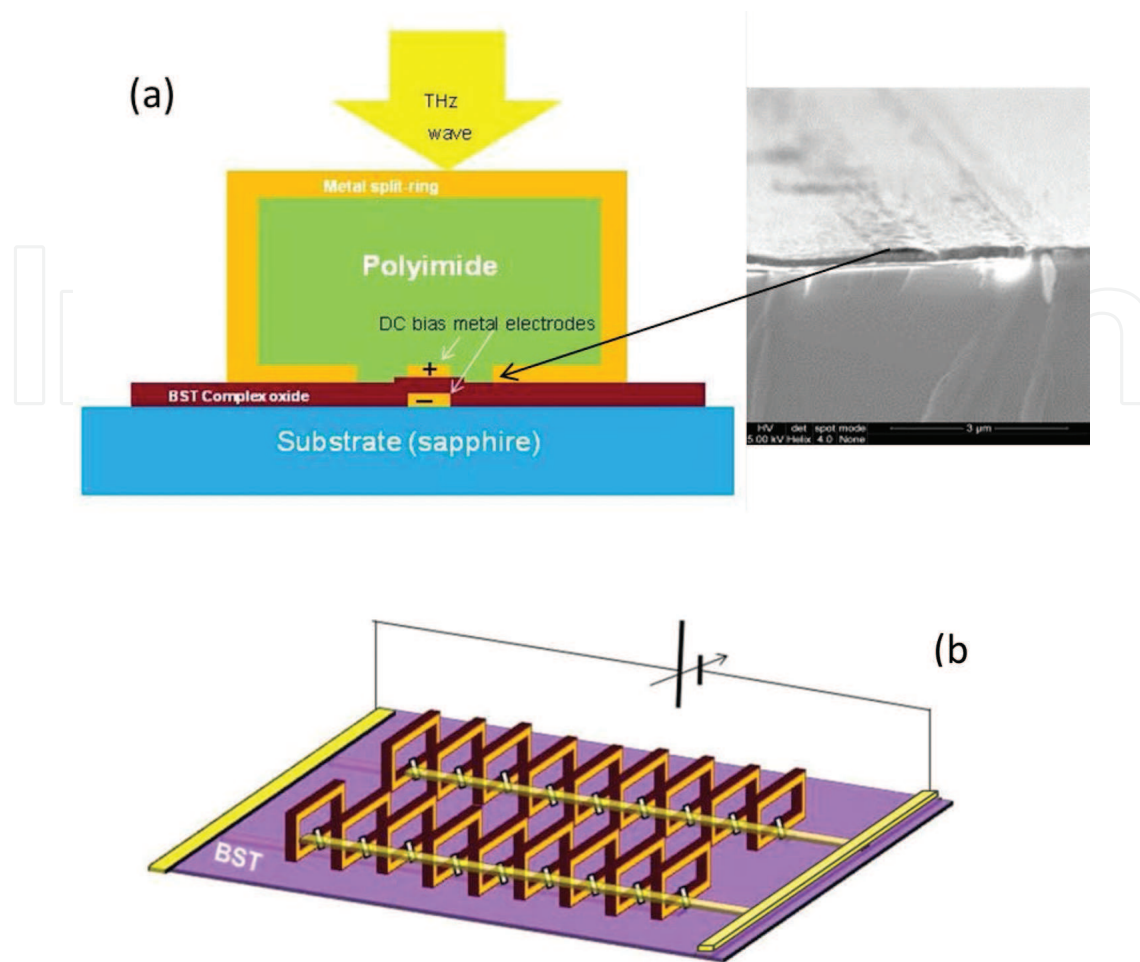 (a)
THz
wave
Metal split-ring
Polyimide
DC bias metal electrodes
+
BST Complex oxide
−
Substrate (sapphire)
HV det spot mode
5.00 kV Helix 4.0 None
3 µm
(b
BST